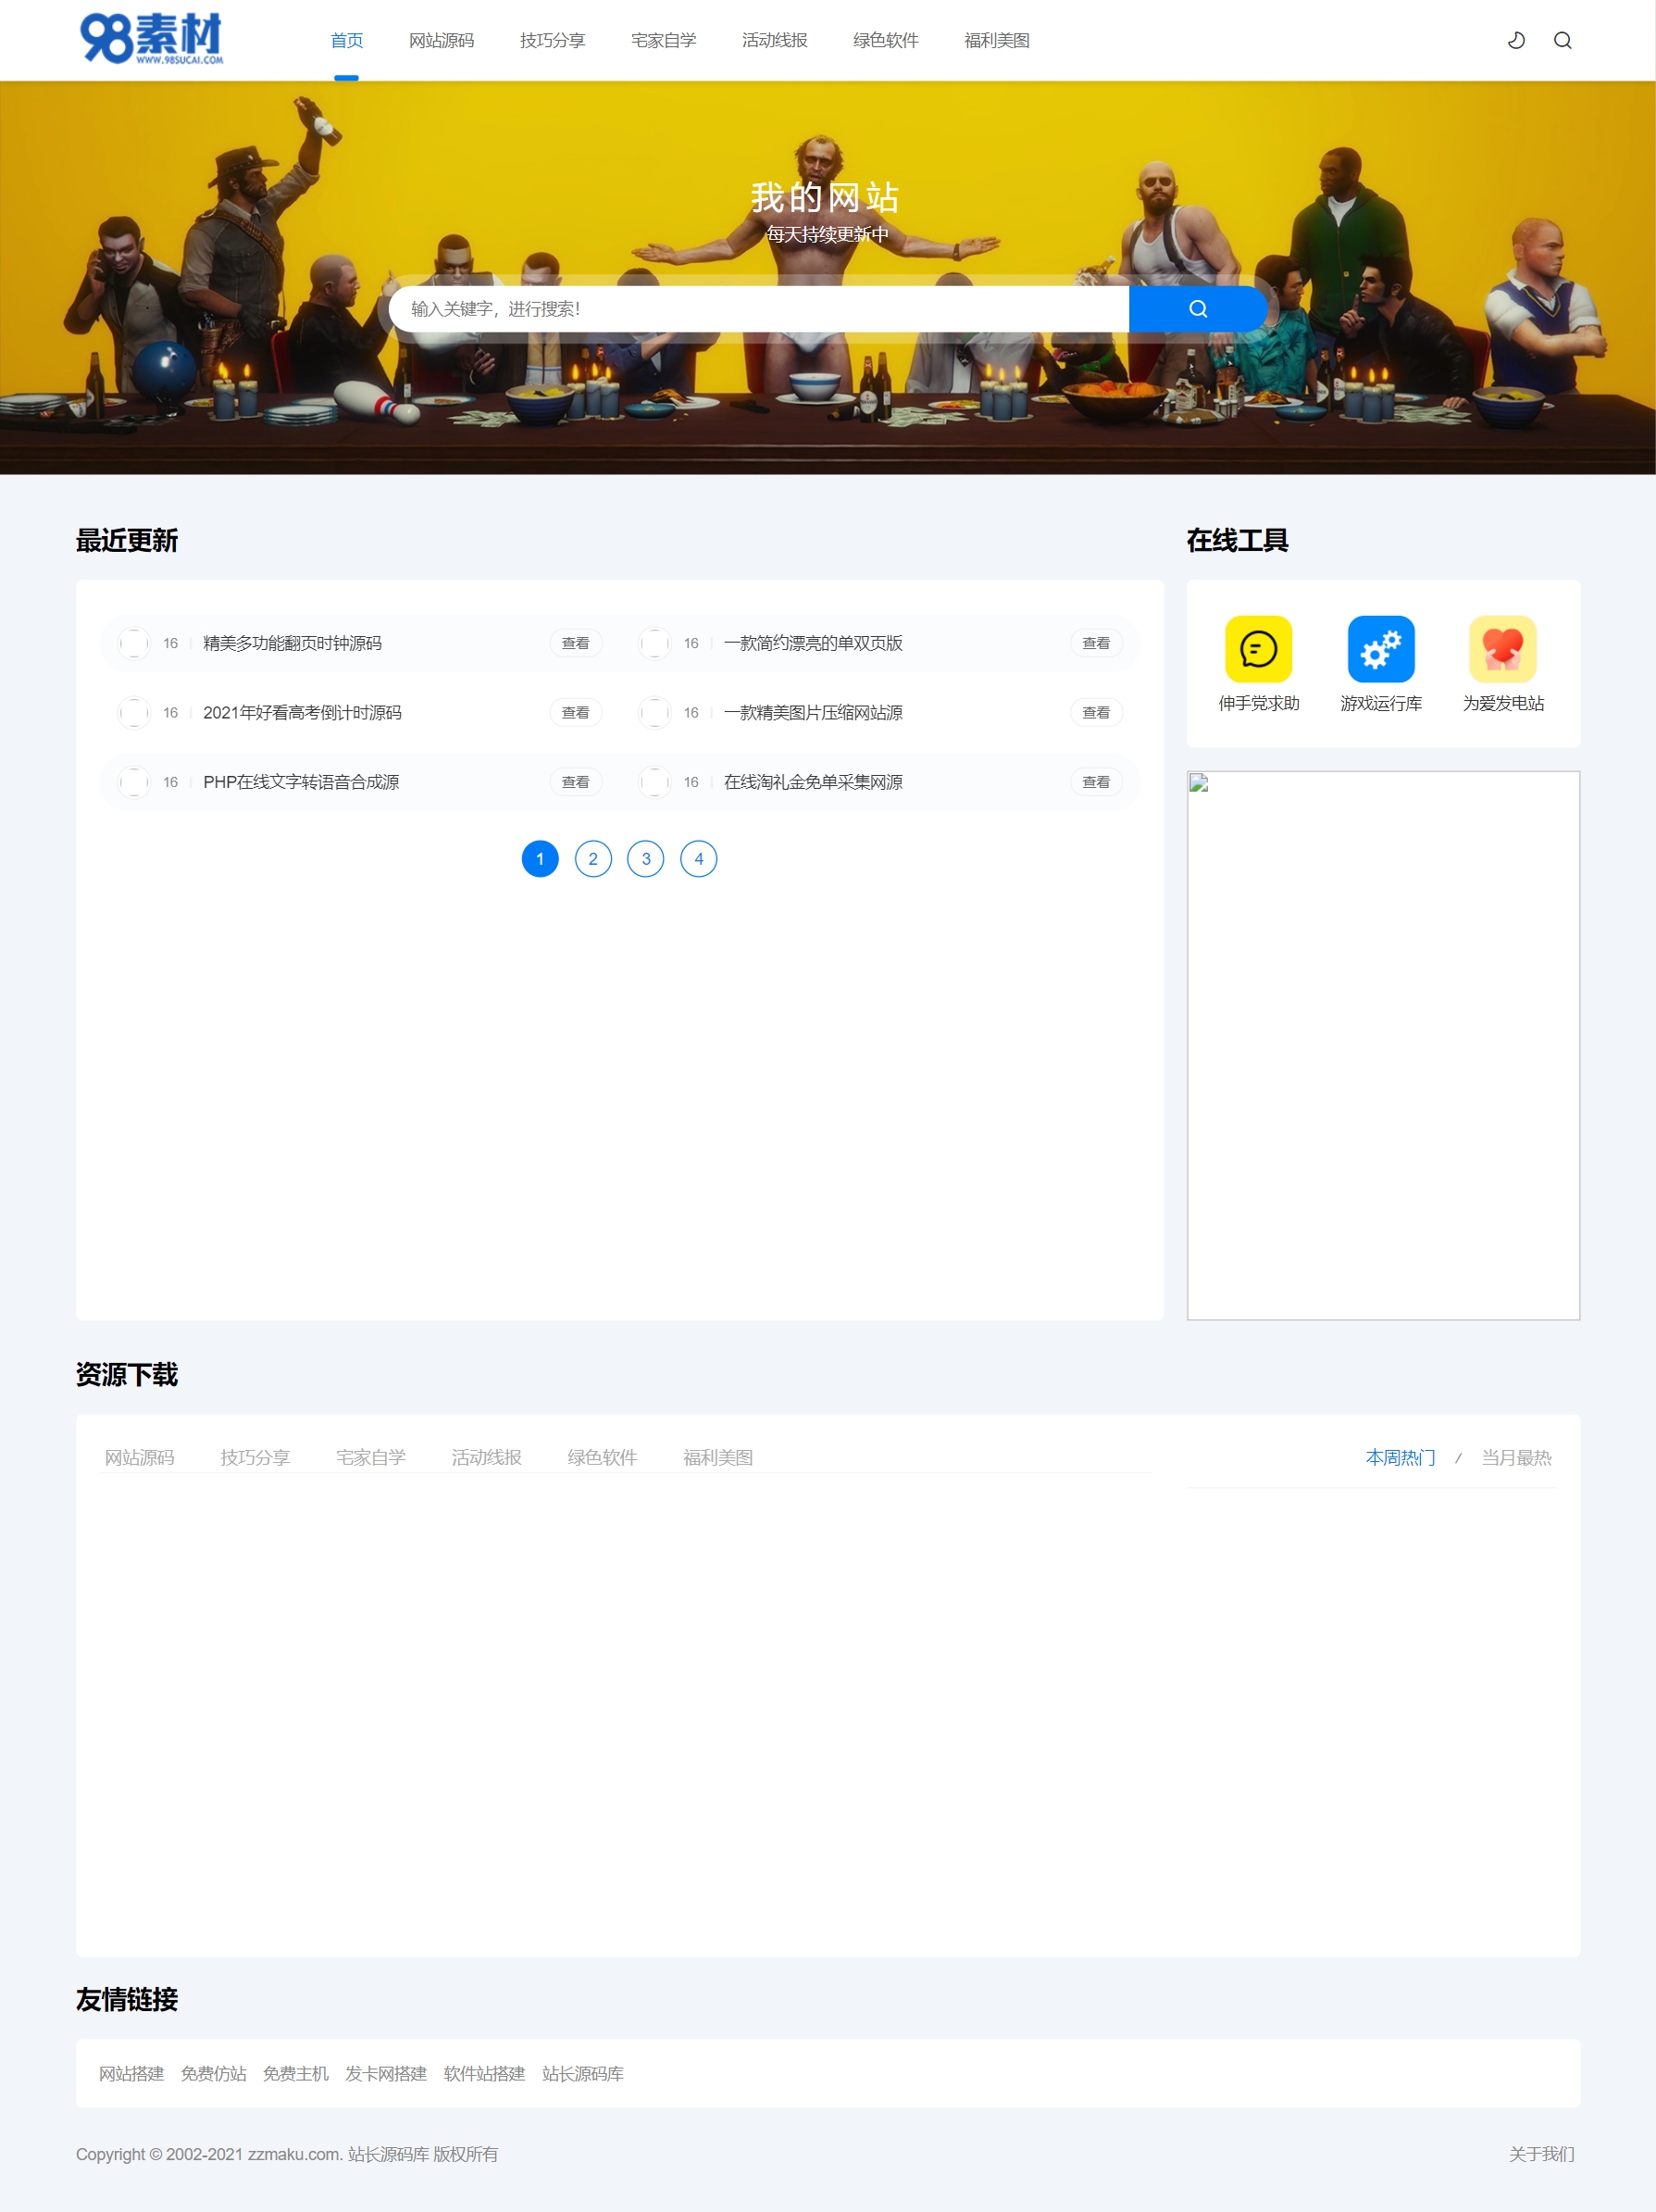 98素材
WWW.98SUCAI.COM
首页 网站源码 技巧分享 宅家自学 活动线报 绿色软件 福利美图
我的网站
每天持续更新中
输入关键字，进行搜索！
最近更新
在线工具
16 精美多功能翻页时钟源码 查看 16 一款简约漂亮的单双页版 查看
16 2021年好看高考倒计时源码 查看 16 一款精美图片压缩网站源 查看
16 PHP在线文字转语音合成源 查看 16 在线淘礼金免单采集网源 查看
1 2 3 4
伸手党求助 游戏运行库 为爱发电站
资源下载
网站源码 技巧分享 宅家自学 活动线报 绿色软件 福利美图
本周热门 / 当月最热
友情链接
网站搭建 免费仿站 免费主机 发卡网搭建 软件站搭建 站长源码库
Copyright © 2002-2021 zzmaku.com. 站长源码库 版权所有
关于我们